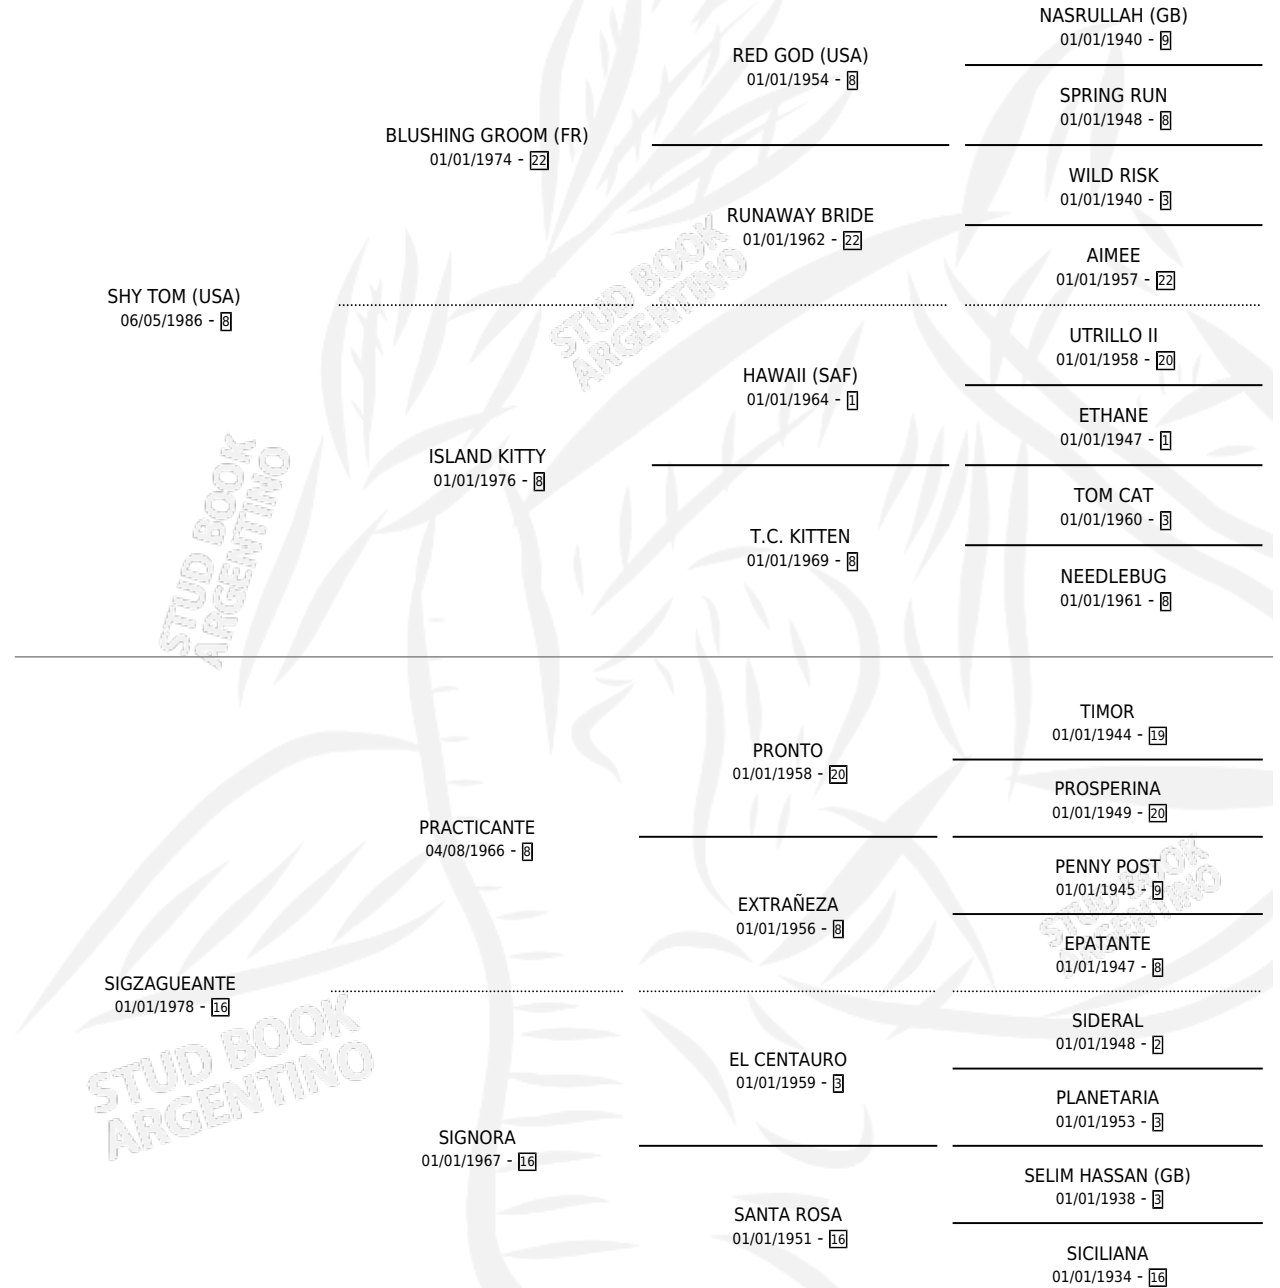 NASRULLAH (GB)
01/01/1940 - 9
RED GOD (USA)
01/01/1954 - 8
SPRING RUN
01/01/1948 - 8
BLUSHING GROOM (FR)
01/01/1974 - 22
WILD RISK
01/01/1940 - 3
RUNAWAY BRIDE
01/01/1962 - 22
AIMEE
01/01/1957 - 22
SHY TOM (USA)
06/05/1986 - 8
UTRILLO II
01/01/1958 - 20
HAWAII (SAF)
01/01/1964 - 1
ETHANE
01/01/1947 - 1
ISLAND KITTY
01/01/1976 - 8
TOM CAT
01/01/1960 - 3
T.C. KITTEN
01/01/1969 - 8
NEEDLEBUG
01/01/1961 - 8
TIMOR
01/01/1944 - 19
PRONTO
01/01/1958 - 20
PROSPERINA
01/01/1949 - 20
PRACTICANTE
04/08/1966 - 8
PENNY POST
01/01/1945 - 9
EXTRAÑEZA
01/01/1956 - 8
EPATANTE
01/01/1947 - 8
SIGZAGUEANTE
01/01/1978 - 16
SIDERAL
01/01/1948 - 2
EL CENTAURO
01/01/1959 - 3
PLANETARIA
01/01/1953 - 3
SIGNORA
01/01/1967 - 16
SELIM HASSAN (GB)
01/01/1938 - 3
SANTA ROSA
01/01/1951 - 16
SICILIANA
01/01/1934 - 16
STUD BOOK
ARGENTINO
STUD BOOK
ARGENTINO
STUD BOOK
ARGENTINO
STUD BOOK
ARGENTINO